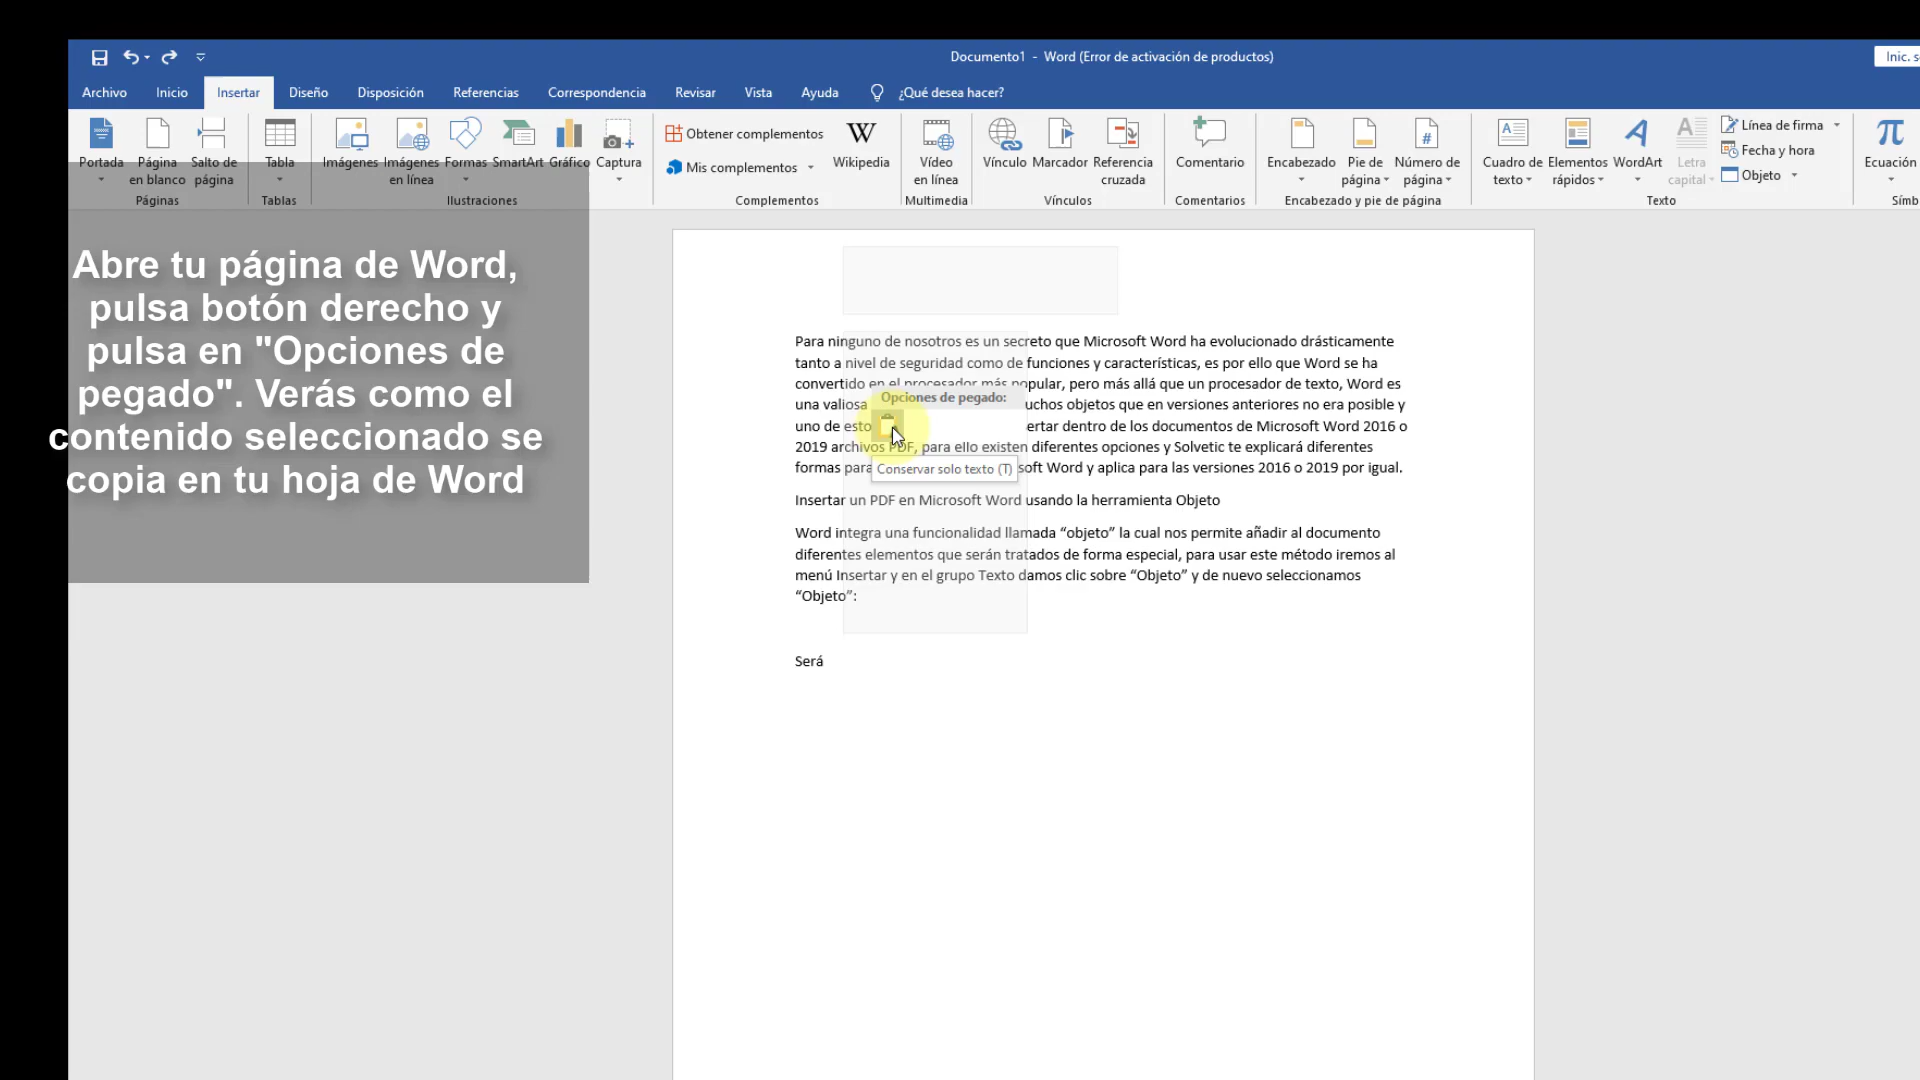 Documento1 - Word (Error de activación de productos)
Inic.
Archivo Inicio Insertar Diseño Disposición Referencias Correspondencia Revisar Vista Ayuda ¿Qué desea hacer?
Portada
Página
en blanco
Salto de
página
Páginas
Tabla
Tablas
Imágenes
Imágenes
en línea
Formas
SmartArt
Gráfico
Captura
Ilustraciones
Obtener complementos
Mis complementos
W
Wikipedia
Complementos
Vídeo
en línea
Multimedia
Vínculo
Marcador
Referencia
cruzada
Vínculos
Comentario
Comentarios
Encabezado
Pie de
página
#
Número de
página
Encabezado y pie de página
A
Cuadro de
texto
Elementos
rápidos
A
WordArt
A
Letra
capital
Línea de firma
Fecha y hora
Objeto
Texto
π
Ecuación
Símb
Abre tu página de Word,
pulsa botón derecho y
pulsa en "Opciones de
pegado". Verás como el
contenido seleccionado se
copia en tu hoja de Word
Para ninguno de nosotros es un secreto que Microsoft Word ha evolucionado drásticamente
tanto a nivel de seguridad como de funciones y características, es por ello que Word se ha
convertido en el procesador más popular, pero más allá que un procesador de texto, Word es
una valiosa uchos objetos que en versiones anteriores no era posible y
uno de esto ertar dentro de los documentos de Microsoft Word 2016 o
2019 archivos PDF, para ello existen diferentes opciones y Solvetic te explicará diferentes
formas para soft Word y aplica para las versiones 2016 o 2019 por igual.
Opciones de pegado:
Conservar solo texto (T)
Insertar un PDF en Microsoft Word usando la herramienta Objeto
Word integra una funcionalidad llamada “objeto” la cual nos permite añadir al documento
diferentes elementos que serán tratados de forma especial, para usar este método iremos al
menú Insertar y en el grupo Texto damos clic sobre “Objeto” y de nuevo seleccionamos
“Objeto”:
Será